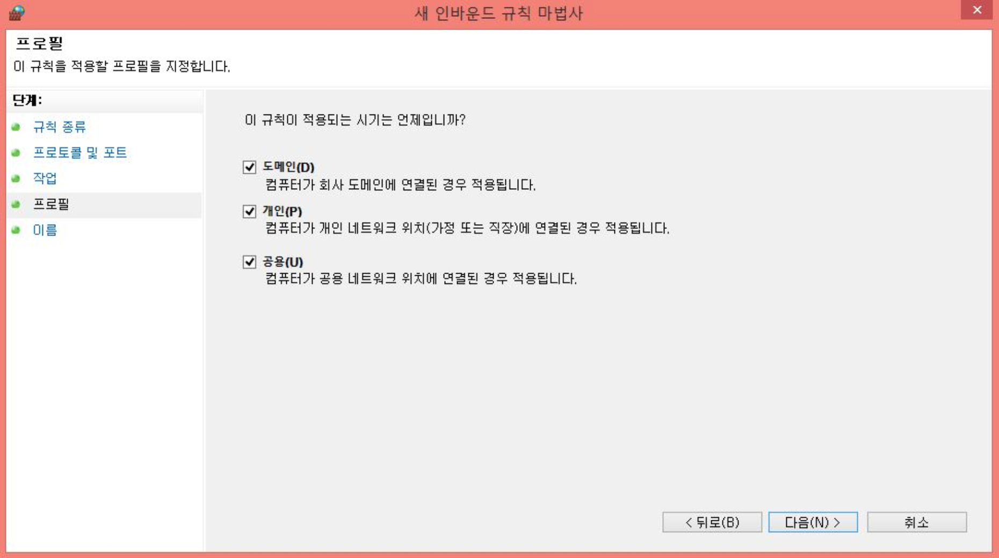 새 인바운드 규칙 마법사
프로필
이 규칙을 적용할 프로필을 지정합니다.
단계:
규칙 종류
프로토콜 및 포트
작업
프로필
이름
이 규칙이 적용되는 시기는 언제입니까?
도메인(D)
컴퓨터가 회사 도메인에 연결된 경우 적용됩니다.
개인(P)
컴퓨터가 개인 네트워크 위치(가정 또는 직장)에 연결된 경우 적용됩니다.
공용(U)
컴퓨터가 공용 네트워크 위치에 연결된 경우 적용됩니다.
< 뒤로(B)
다음(N) >
취소